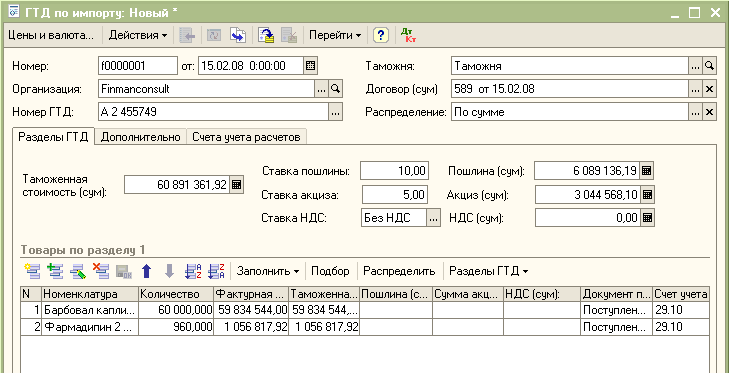 ГТД по импорту: Новый *
Цены и валюта... Действия Перейти
Номер: f0000001 от: 15.02.08 0:00:00 Таможня: Таможня
Организация: Finmanconsult Договор (сум) 589 от 15.02.08
Номер ГТД: А 2 455749 Распределение: По сумме
Разделы ГТД Дополнительно Счета учета расчетов
Ставка пошлины: 10,00 Пошлина (сум): 6 089 136,19
Таможенная стоимость (сум): 60 891 361,92 Ставка акциза: 5,00 Акциз (сум): 3 044 568,10
Ставка НДС: Без НДС ... НДС (сум): 0,00
Товары по разделу 1
Заполнить Подбор Распределить Разделы ГТД
N Номенклатура Количество Фактурная ... Таможенна... Пошлина (с... Сумма акц... НДС (сум): Документ п... Счет учета
1 Барбовал капли... 60 000,000 59 834 544,00 59 834 544,... Поступлен... 29.10
2 Фармадипин 2 ... 960,000 1 056 817,92 1 056 817,92 Поступлен... 29.10